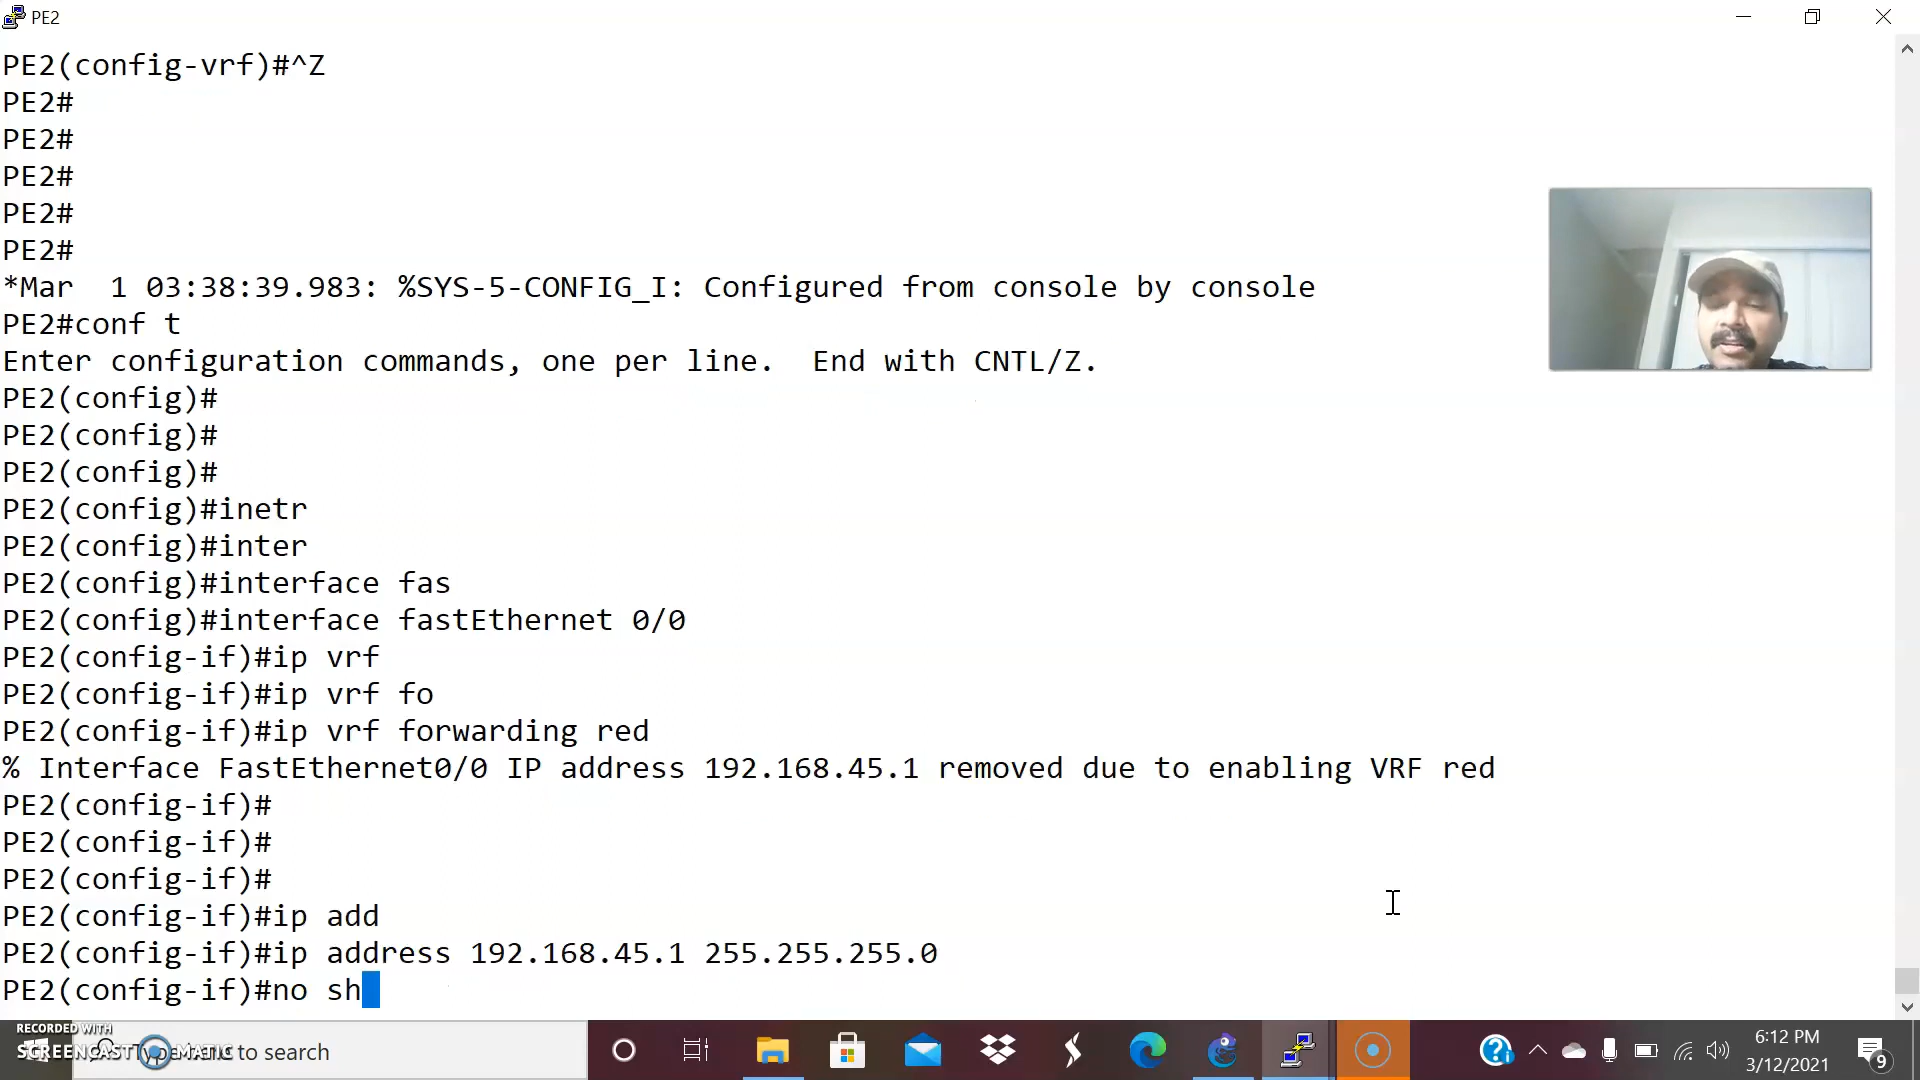 PE2
PE2(config-vrf)#^Z
PE2#
PE2#
PE2#
PE2#
PE2#
*Mar  1 03:38:39.983: %SYS-5-CONFIG_I: Configured from console by console
PE2#conf t
Enter configuration commands, one per line.  End with CNTL/Z.
PE2(config)#
PE2(config)#
PE2(config)#
PE2(config)#inetr
PE2(config)#inter
PE2(config)#interface fas
PE2(config)#interface fastEthernet 0/0
PE2(config-if)#ip vrf
PE2(config-if)#ip vrf fo
PE2(config-if)#ip vrf forwarding red
% Interface FastEthernet0/0 IP address 192.168.45.1 removed due to enabling VRF red
PE2(config-if)#
PE2(config-if)#
PE2(config-if)#
PE2(config-if)#ip add
PE2(config-if)#ip address 192.168.45.1 255.255.255.0
PE2(config-if)#no sh
RECORDED WITH
SCREENCAST MATIC
Type here to search
6:12 PM
3/12/2021
9